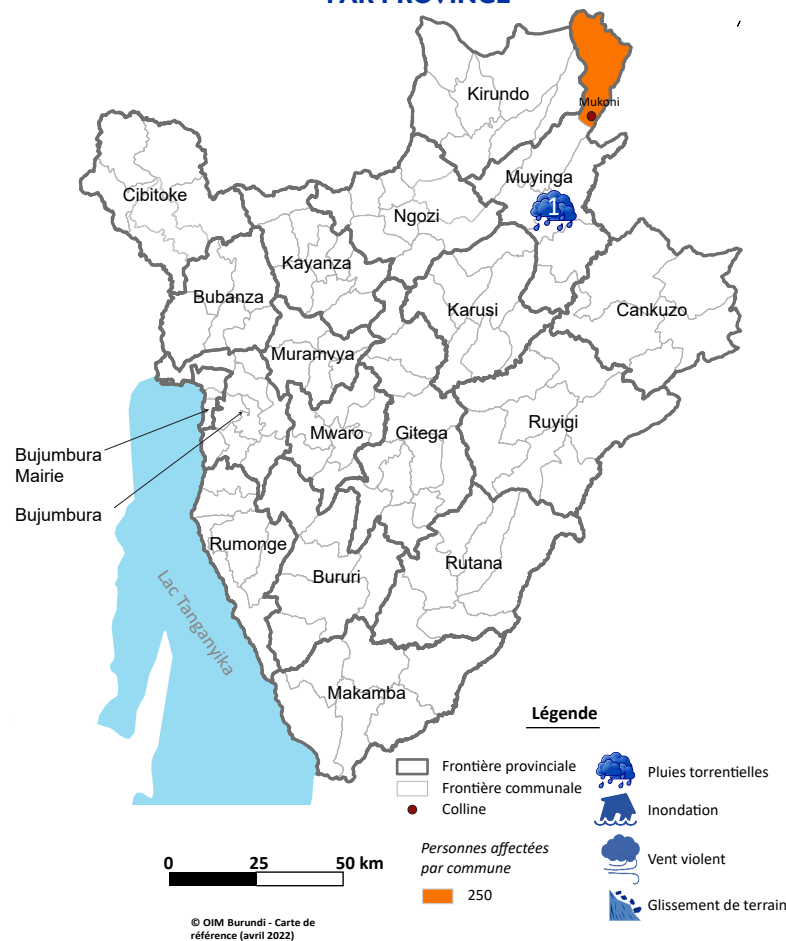 PAR PROVINCE
Kirundo
Mukoni
Muyinga
1
Cibitoke
Ngozi
Kayanza
Bubanza
Karusi
Cankuzo
Muramvya
Ruyigi
Mwaro
Gitega
Bujumbura
Mairie
Bujumbura
Rumonge
Rutana
Bururi
Lac Tanganyika
Makamba
Légende
Frontière provinciale
Frontière communale
Colline
Personnes affectées
par commune
250
Pluies torrentielles
Inondation
Vent violent
Glissement de terrain
0 25 50 km
© OIM Burundi - Carte de
référence (avril 2022)